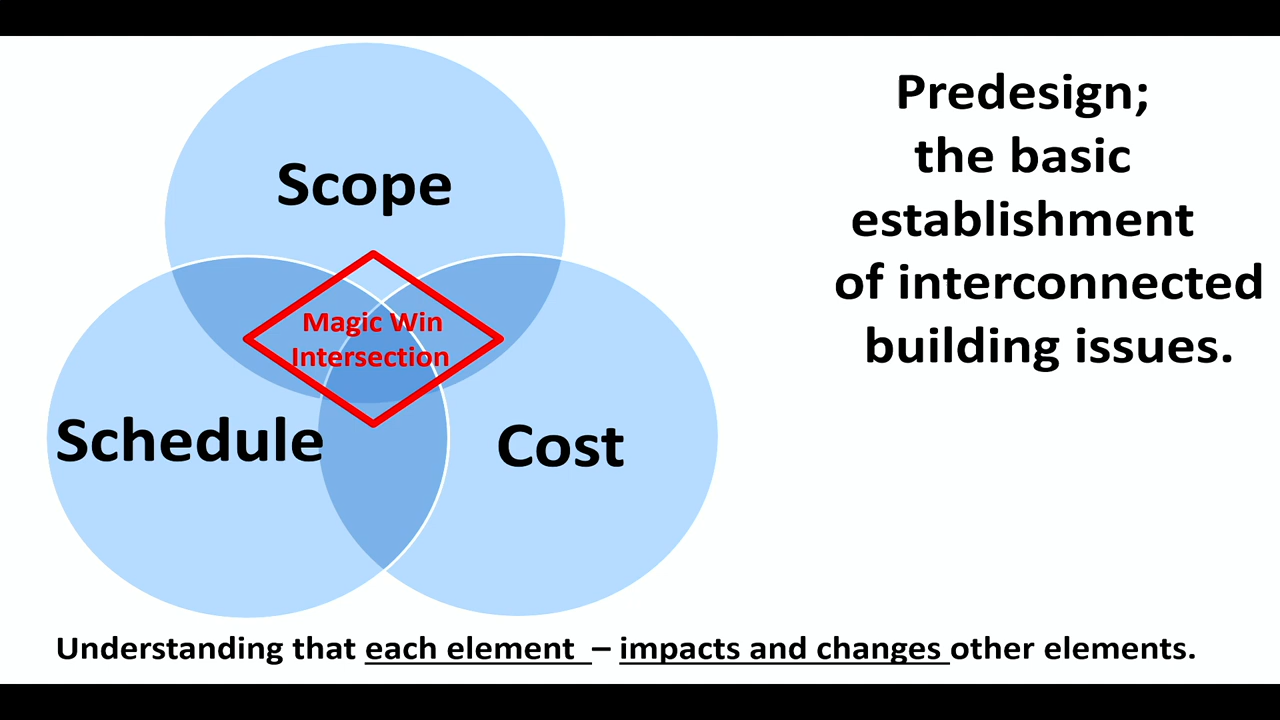 Scope
Magic Win
Intersection
Schedule
Cost
Predesign;
the basic
establishment
of interconnected
building issues.
Understanding that each element – impacts and changes other elements.